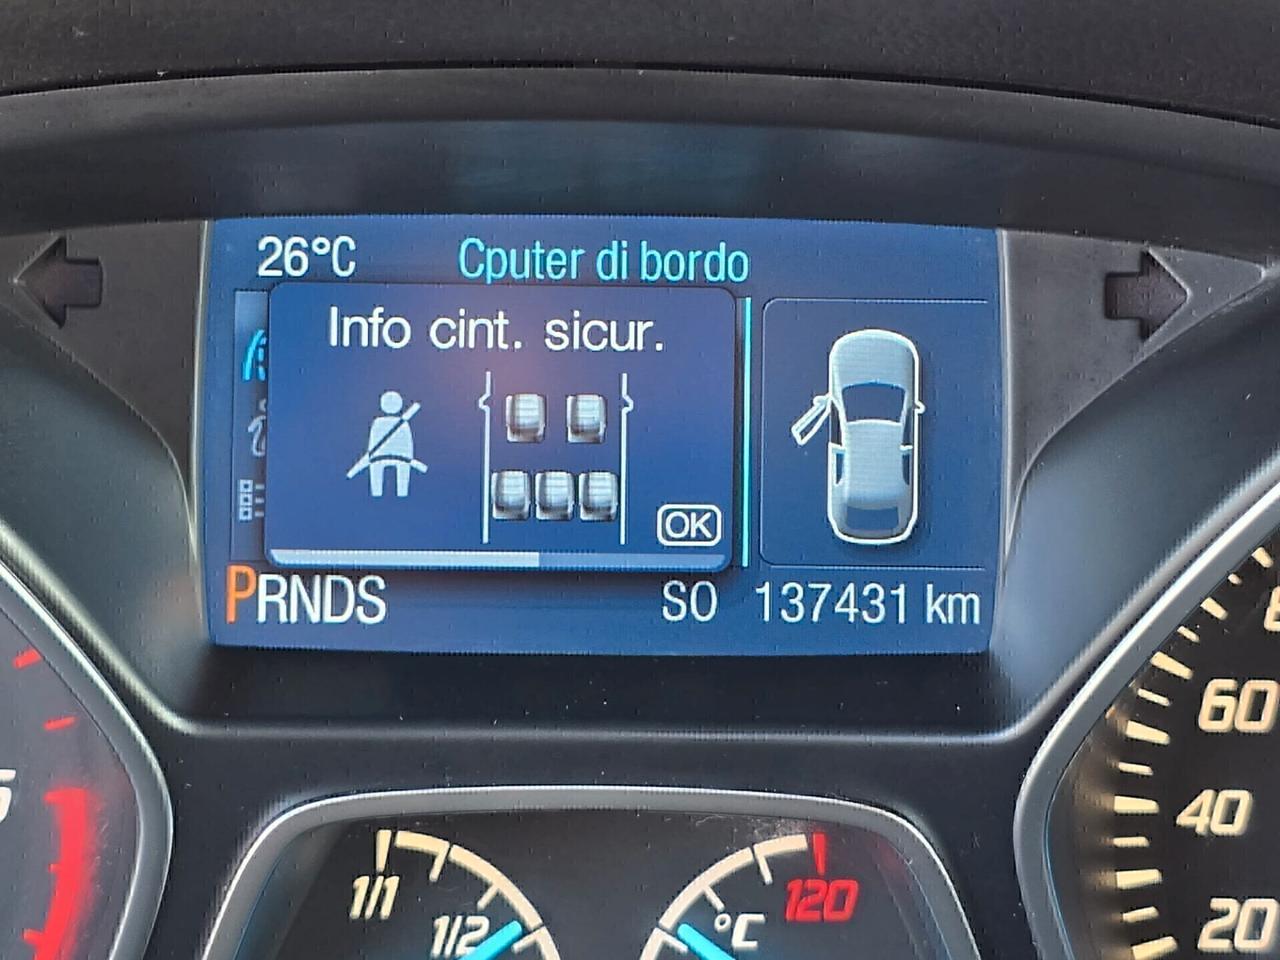 26°C Cputer di bordo
Info cint. sicur.
OK
PRNDS SO 137431 km
1/1
1/2
°C
120
60
40
20